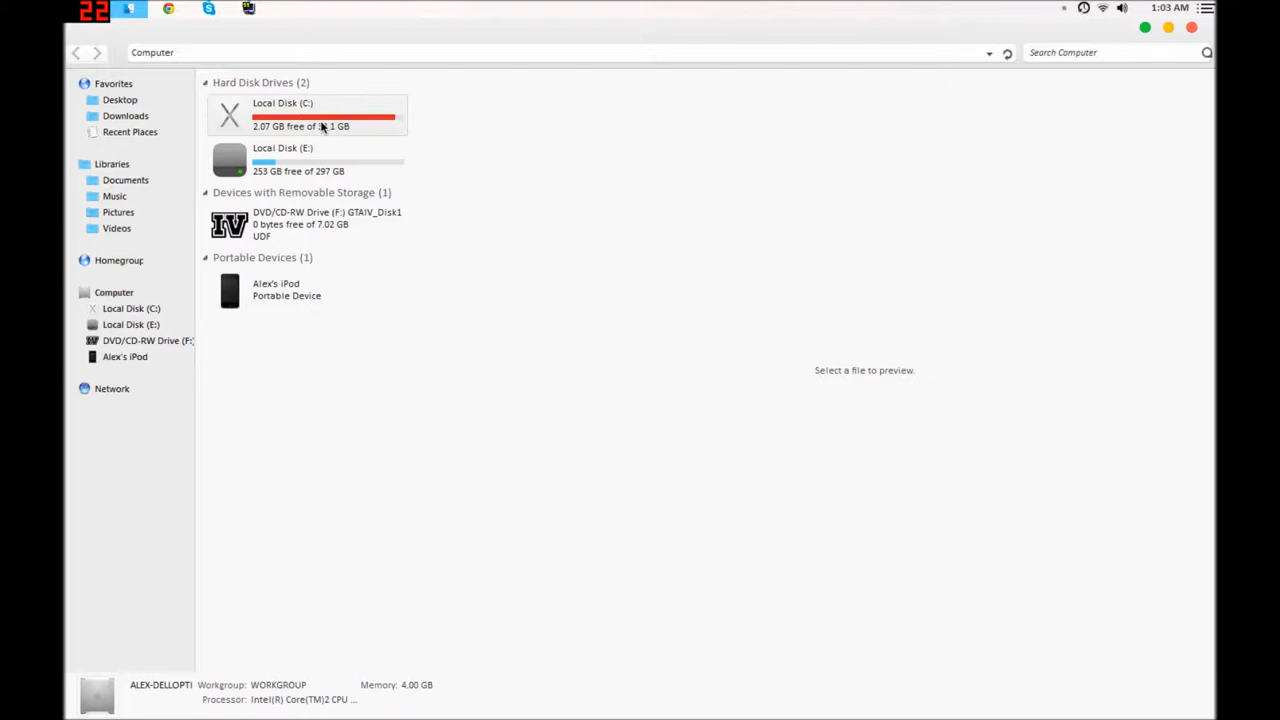 22
1:03 AM
Computer
Search Computer
Favorites
Desktop
Downloads
Recent Places
Libraries
Documents
Music
Pictures
Videos
Homegroup
Computer
Local Disk (C:)
Local Disk (E:)
DVD/CD-RW Drive (F:
Alex's iPod
Network
Hard Disk Drives (2)
Local Disk (C:)
2.07 GB free of
Local Disk (E:)
253 GB free of 297 GB
Devices with Removable Storage (1)
DVD/CD-RW Drive (F:) GTAIV_Disk1
0 bytes free of 7.02 GB
UDF
IV
Portable Devices (1)
Alex's iPod
Portable Device
Select a file to preview.
ALEX-DELLOPTI Workgroup: WORKGROUP Memory: 4.00 GB
Processor: Intel(R) Core(TM)2 CPU ...